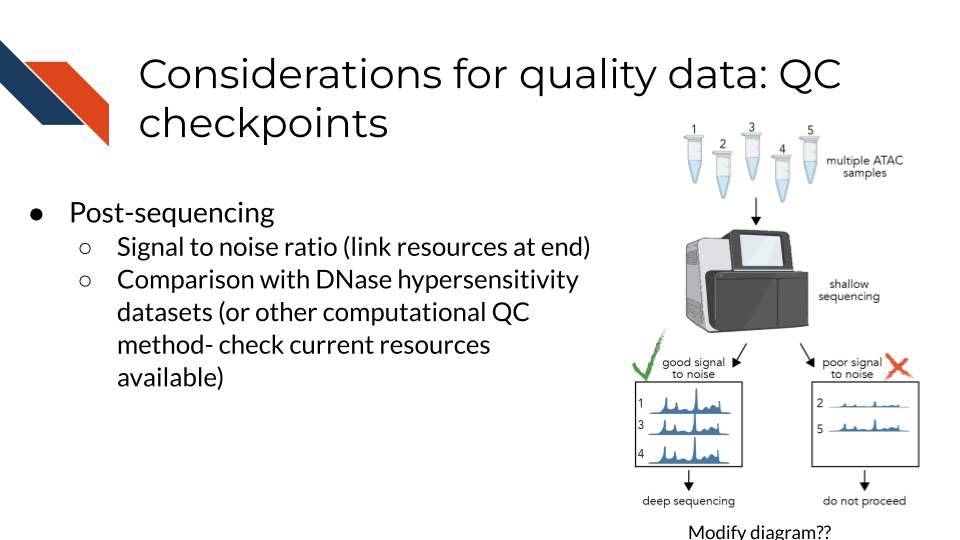 Considerations for quality data: QC
checkpoints
● Post-sequencing
○ Signal to noise ratio (link resources at end)
○ Comparison with DNase hypersensitivity
datasets (or other computational QC
method- check current resources
available)
1
2
3
4
5
multiple ATAC
samples
shallow
sequencing
good signal
to noise
poor signal
to noise
1
3
4
2
5
deep sequencing
do not proceed
Modify diagram??